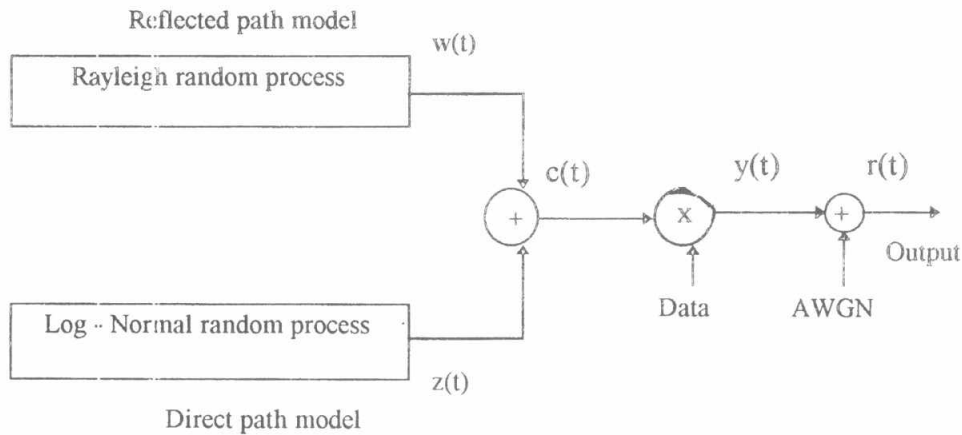 Reflected path model
w(t)
Rayleigh random process
c(t)
y(t)
r(t)
+
x
+
Output
Data
AWGN
Log - Normal random process
z(t)
Direct path model